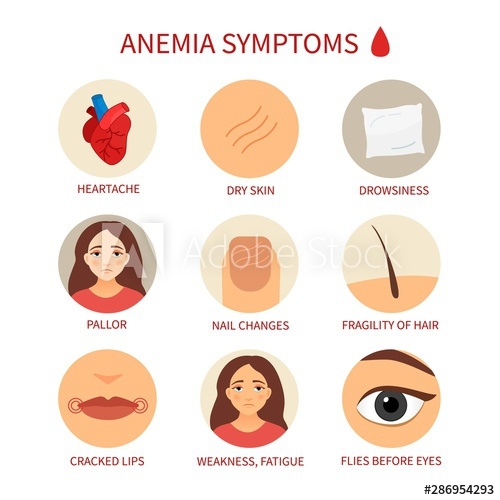 ANEMIA SYMPTOMS
HEARTACHE
DRY SKIN
DROWSINESS
Adobe Stock
PALLOR
NAIL CHANGES
FRAGILITY OF HAIR
CRACKED LIPS
WEAKNESS, FATIGUE
FLIES BEFORE EYES
#286954293